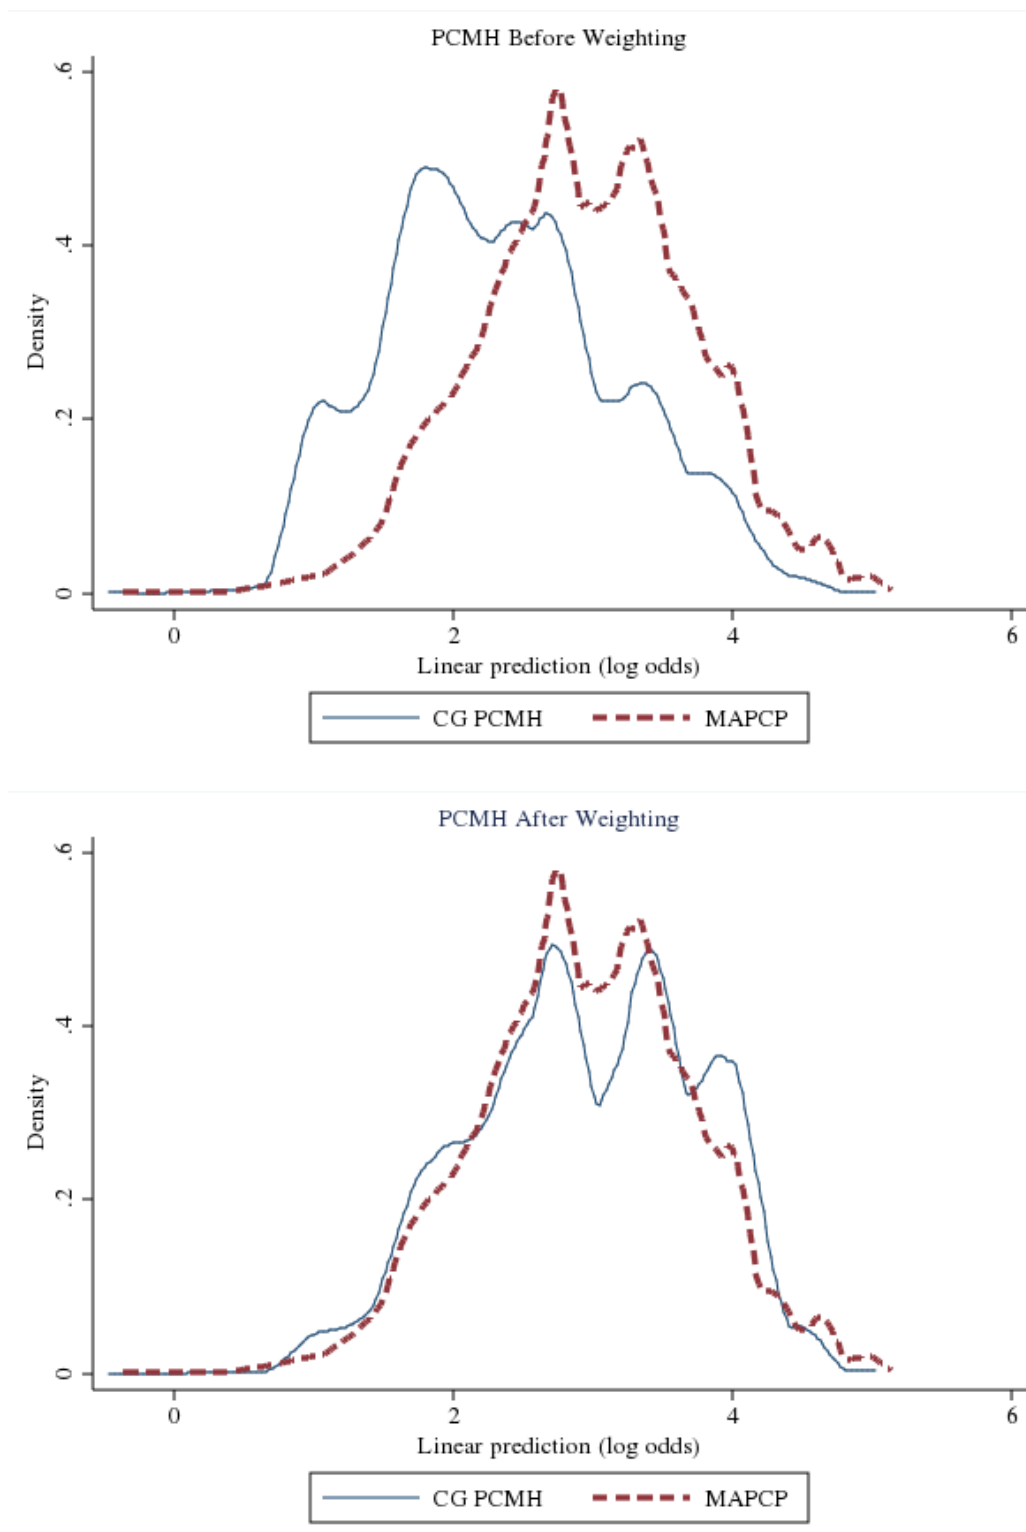 PCMH Before Weighting
.6
.4
.2
0
Density
0 2 4 6
Linear prediction (log odds)
CG PCMH MAPCP
PCMH After Weighting
.6
.4
.2
0
Density
0 2 4 6
Linear prediction (log odds)
CG PCMH MAPCP